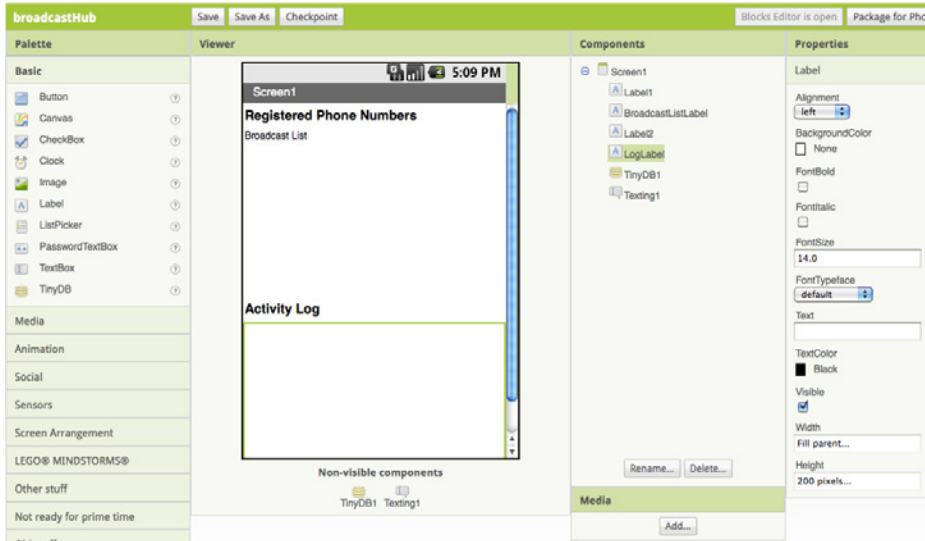 broadcastHub
Save Save As Checkpoint
Blocks Editor is open Package for Pho
Palette
Basic
Button
Canvas
CheckBox
Clock
Image
Label
ListPicker
PasswordTextBox
TextBox
TinyDB
Media
Animation
Social
Sensors
Screen Arrangement
LEGO® MINDSTORMS®
Other stuff
Not ready for prime time
Viewer
5:09 PM
Screen1
Registered Phone Numbers
Broadcast List
Activity Log
Non-visible components
TinyDB1 Texting1
Components
Screen1
Label1
BroadcastListLabel
Label2
LogLabel
TinyDB1
Texting1
Rename... Delete...
Media
Add...
Properties
Label
Alignment
left
BackgroundColor
None
FontBold
FontItalic
FontSize
14.0
FontTypeface
default
Text
TextColor
Black
Visible
Width
Fill parent...
Height
200 pixels...